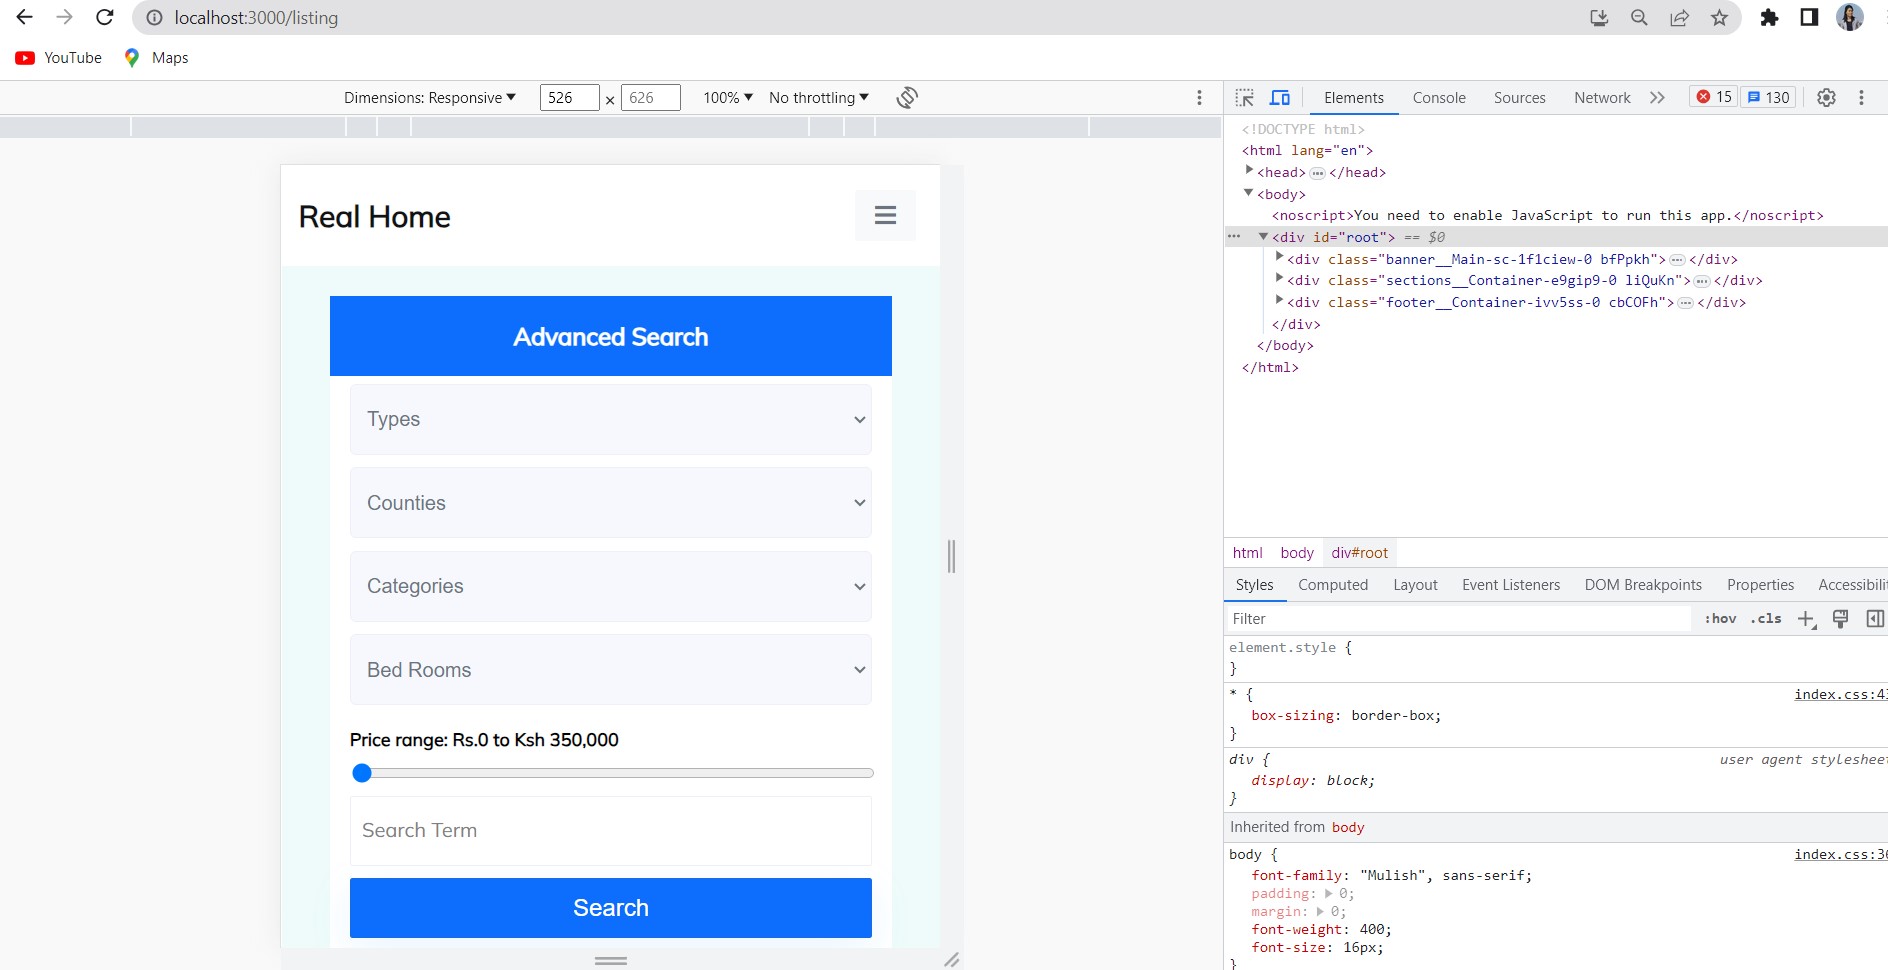 localhost:3000/listing
YouTube Maps
Dimensions: Responsive 526 × 626 100% No throttling
Elements Console Sources Network 15 130
Real Home
Advanced Search
Types
Counties
Categories
Bed Rooms
Price range: Rs.0 to Ksh 350,000
Search Term
Search
<!DOCTYPE html>
<html lang="en">
<head>…</head>
<body>
<noscript>You need to enable JavaScript to run this app.</noscript>
<div id="root"> == $0
<div class="banner__Main-sc-1f1ciew-0 bfPpkh">…</div>
<div class="sections__Container-e9gip9-0 liQuKn">…</div>
<div class="footer__Container-ivv5ss-0 cbCOFh">…</div>
</div>
</body>
</html>
html body div#root
Styles Computed Layout Event Listeners DOM Breakpoints Properties Accessibili
Filter :hov .cls
element.style {
}
* { index.css:43
box-sizing: border-box;
}
div { user agent stylesheet
display: block;
}
Inherited from body
body { index.css:36
font-family: "Mulish", sans-serif;
padding: 0;
margin: 0;
font-weight: 400;
font-size: 16px;
}